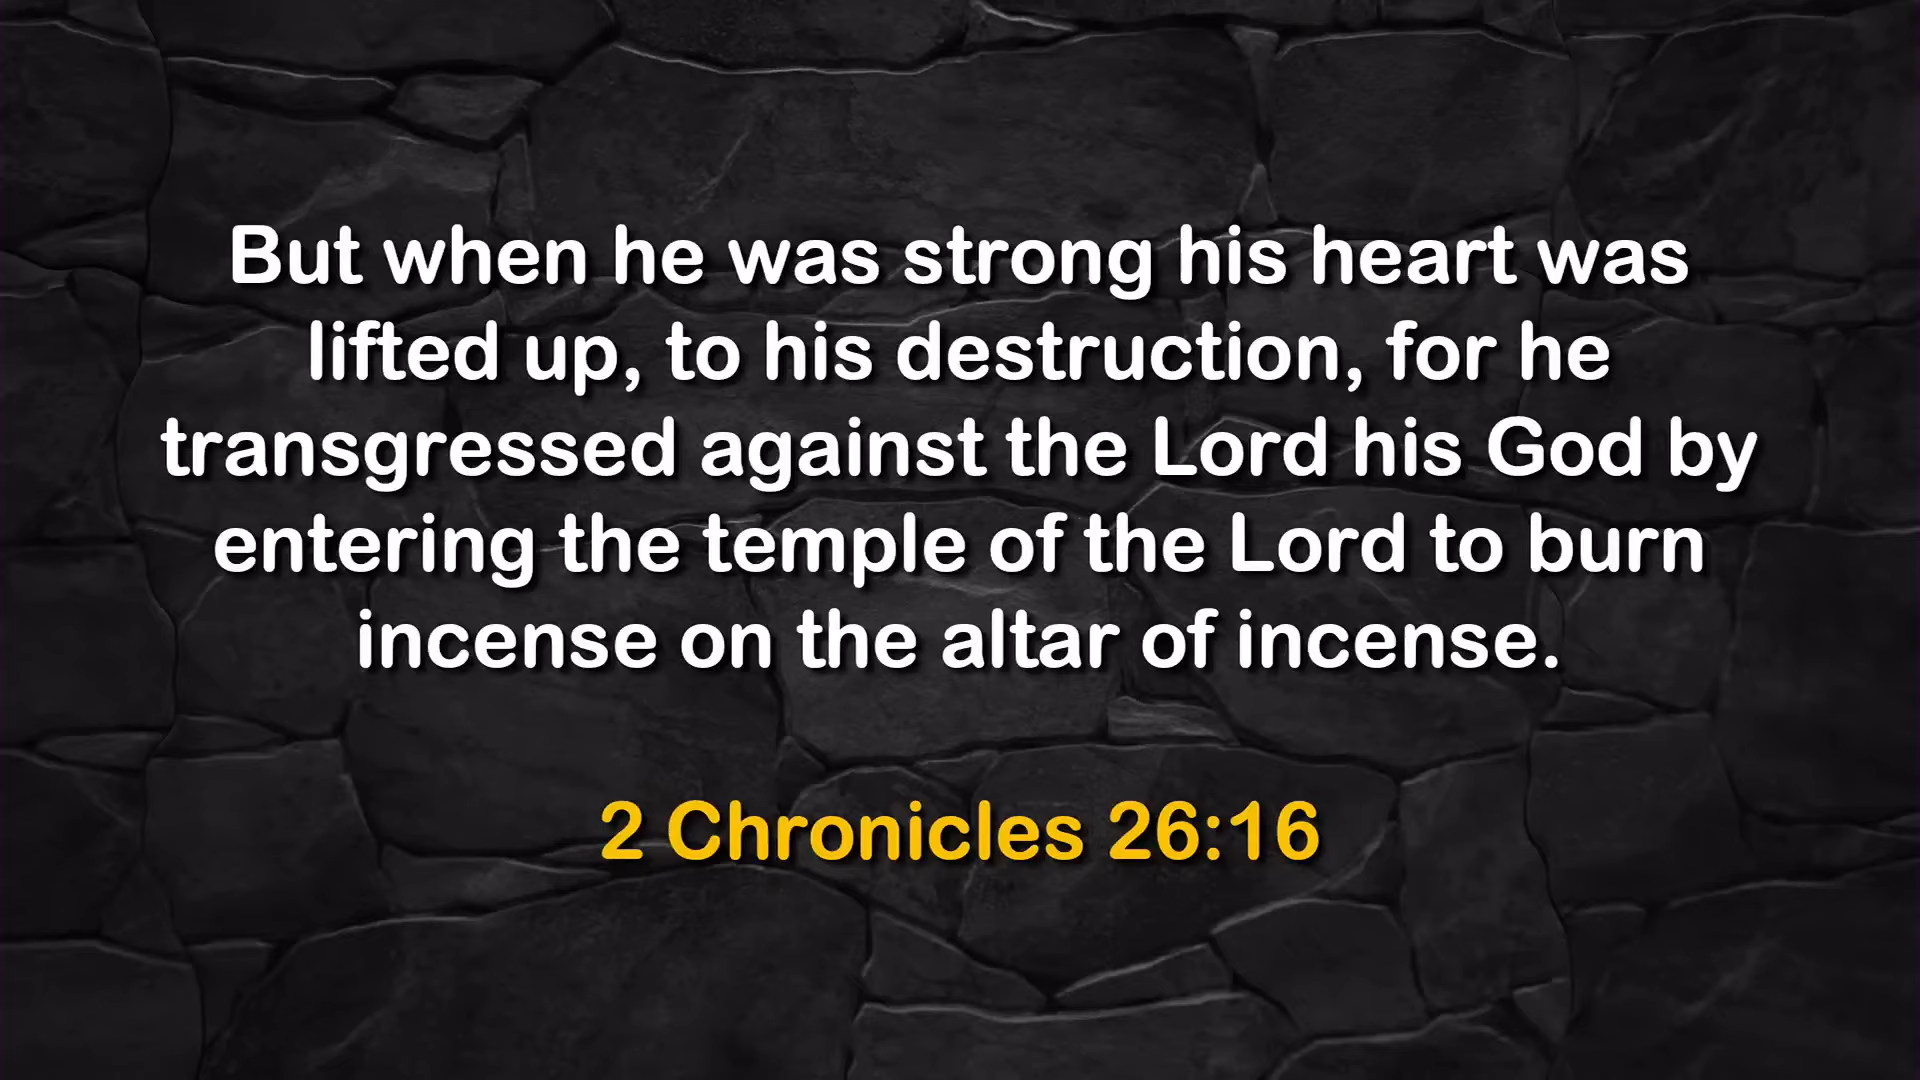 But when he was strong his heart was
lifted up, to his destruction, for he
transgressed against the Lord his God by
entering the temple of the Lord to burn
incense on the altar of incense.
2 Chronicles 26:16